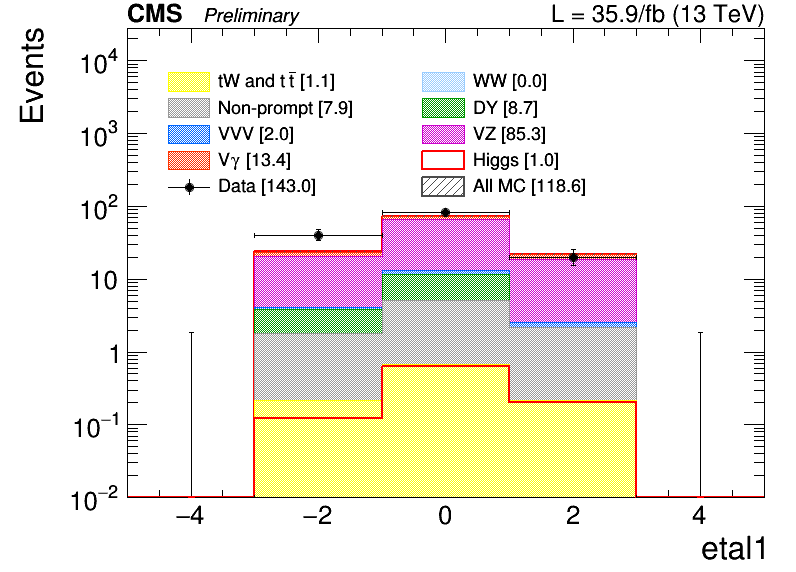 CMS Preliminary L = 35.9/fb (13 TeV)
Events
tW and t t̅ [1.1] WW [0.0]
Non-prompt [7.9] DY [8.7]
VVV [2.0] VZ [85.3]
Vγ [13.4] Higgs [1.0]
Data [143.0] All MC [118.6]
10⁴
10³
10²
10
1
10⁻¹
10⁻²
−4 −2 0 2 4
etal1